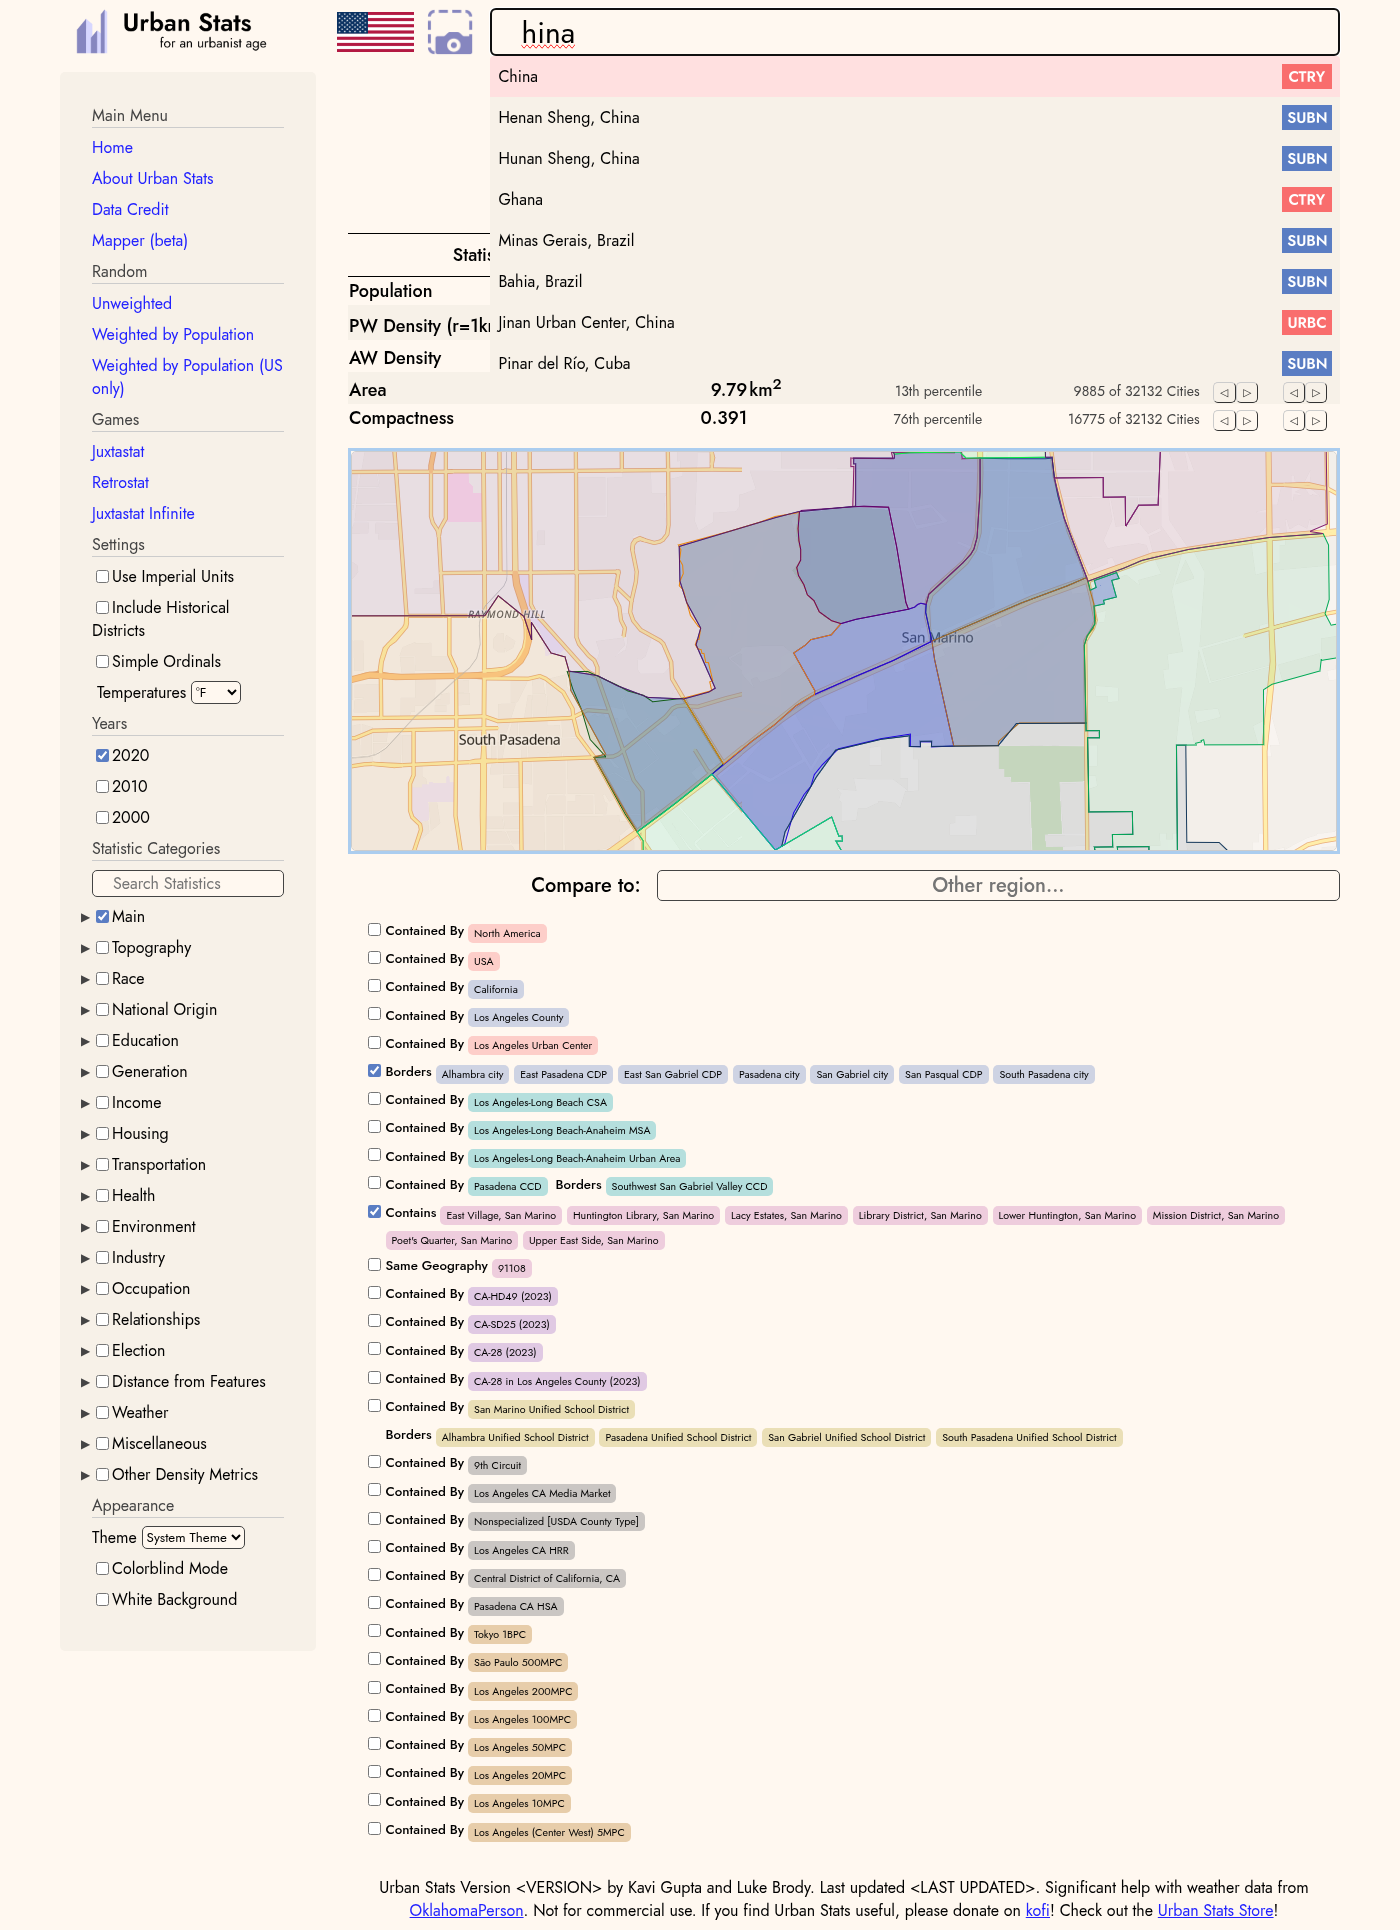 Urban Stats
for an urbanist age
hina
China CTRY
Henan Sheng, China SUBN
Hunan Sheng, China SUBN
Ghana CTRY
Minas Gerais, Brazil SUBN
Bahia, Brazil SUBN
Jinan Urban Center, China URBC
Pinar del Río, Cuba SUBN
Main Menu
Home
About Urban Stats
Data Credit
Mapper (beta)
Random
Unweighted
Weighted by Population
Weighted by Population (US
only)
Games
Juxtastat
Retrostat
Juxtastat Infinite
Settings
Use Imperial Units
Include Historical
Districts
Simple Ordinals
Temperatures °F
Years
2020
2010
2000
Statistic Categories
Search Statistics
Main
Topography
Race
National Origin
Education
Generation
Income
Housing
Transportation
Health
Environment
Industry
Occupation
Relationships
Election
Distance from Features
Weather
Miscellaneous
Other Density Metrics
Appearance
Theme System Theme
Colorblind Mode
White Background
Statis
Population
PW Density (r=1k
AW Density
Area 9.79 km² 13th percentile 9885 of 32132 Cities
Compactness 0.391 76th percentile 16775 of 32132 Cities
RAYMOND HILL
San Marino
South Pasadena
Compare to: Other region...
Contained By North America
Contained By USA
Contained By California
Contained By Los Angeles County
Contained By Los Angeles Urban Center
Borders Alhambra city East Pasadena CDP East San Gabriel CDP Pasadena city San Gabriel city San Pasqual CDP South Pasadena city
Contained By Los Angeles-Long Beach CSA
Contained By Los Angeles-Long Beach-Anaheim MSA
Contained By Los Angeles-Long Beach-Anaheim Urban Area
Contained By Pasadena CCD Borders Southwest San Gabriel Valley CCD
Contains East Village, San Marino Huntington Library, San Marino Lacy Estates, San Marino Library District, San Marino Lower Huntington, San Marino Mission District, San Marino
Poet's Quarter, San Marino Upper East Side, San Marino
Same Geography 91108
Contained By CA-HD49 (2023)
Contained By CA-SD25 (2023)
Contained By CA-28 (2023)
Contained By CA-28 in Los Angeles County (2023)
Contained By San Marino Unified School District
Borders Alhambra Unified School District Pasadena Unified School District San Gabriel Unified School District South Pasadena Unified School District
Contained By 9th Circuit
Contained By Los Angeles CA Media Market
Contained By Nonspecialized [USDA County Type]
Contained By Los Angeles CA HRR
Contained By Central District of California, CA
Contained By Pasadena CA HSA
Contained By Tokyo 1BPC
Contained By São Paulo 500MPC
Contained By Los Angeles 200MPC
Contained By Los Angeles 100MPC
Contained By Los Angeles 50MPC
Contained By Los Angeles 20MPC
Contained By Los Angeles 10MPC
Contained By Los Angeles (Center West) 5MPC
Urban Stats Version <VERSION> by Kavi Gupta and Luke Brody. Last updated <LAST UPDATED>. Significant help with weather data from
OklahomaPerson. Not for commercial use. If you find Urban Stats useful, please donate on kofi! Check out the Urban Stats Store!